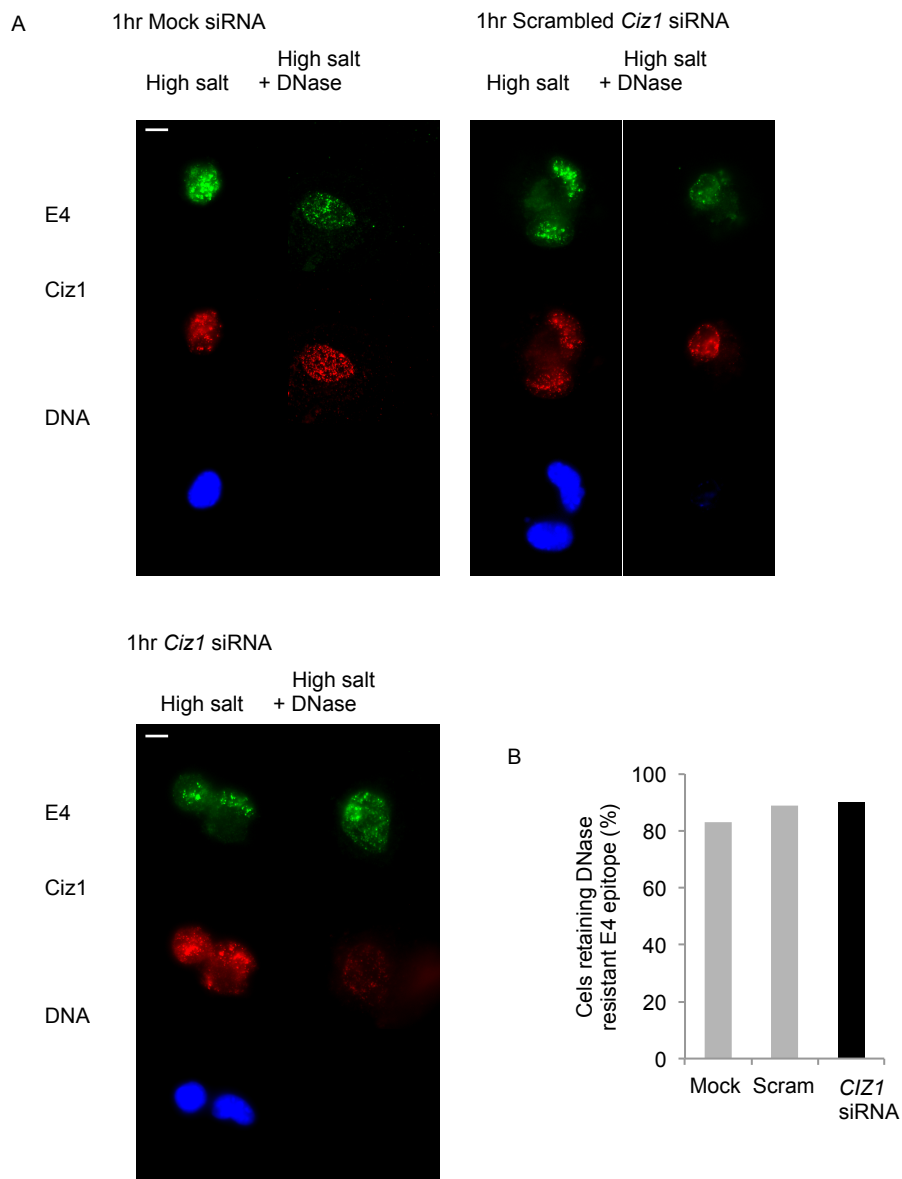 A
1hr Mock siRNA
High salt
High salt
+ DNase
1hr Scrambled Ciz1 siRNA
High salt
High salt
+ DNase
E4
Ciz1
DNA
1hr Ciz1 siRNA
High salt
High salt
+ DNase
E4
Ciz1
DNA
B
Cels retaining DNase
resistant E4 epitope (%)
100
80
60
40
20
0
Mock
Scram
CIZ1
siRNA